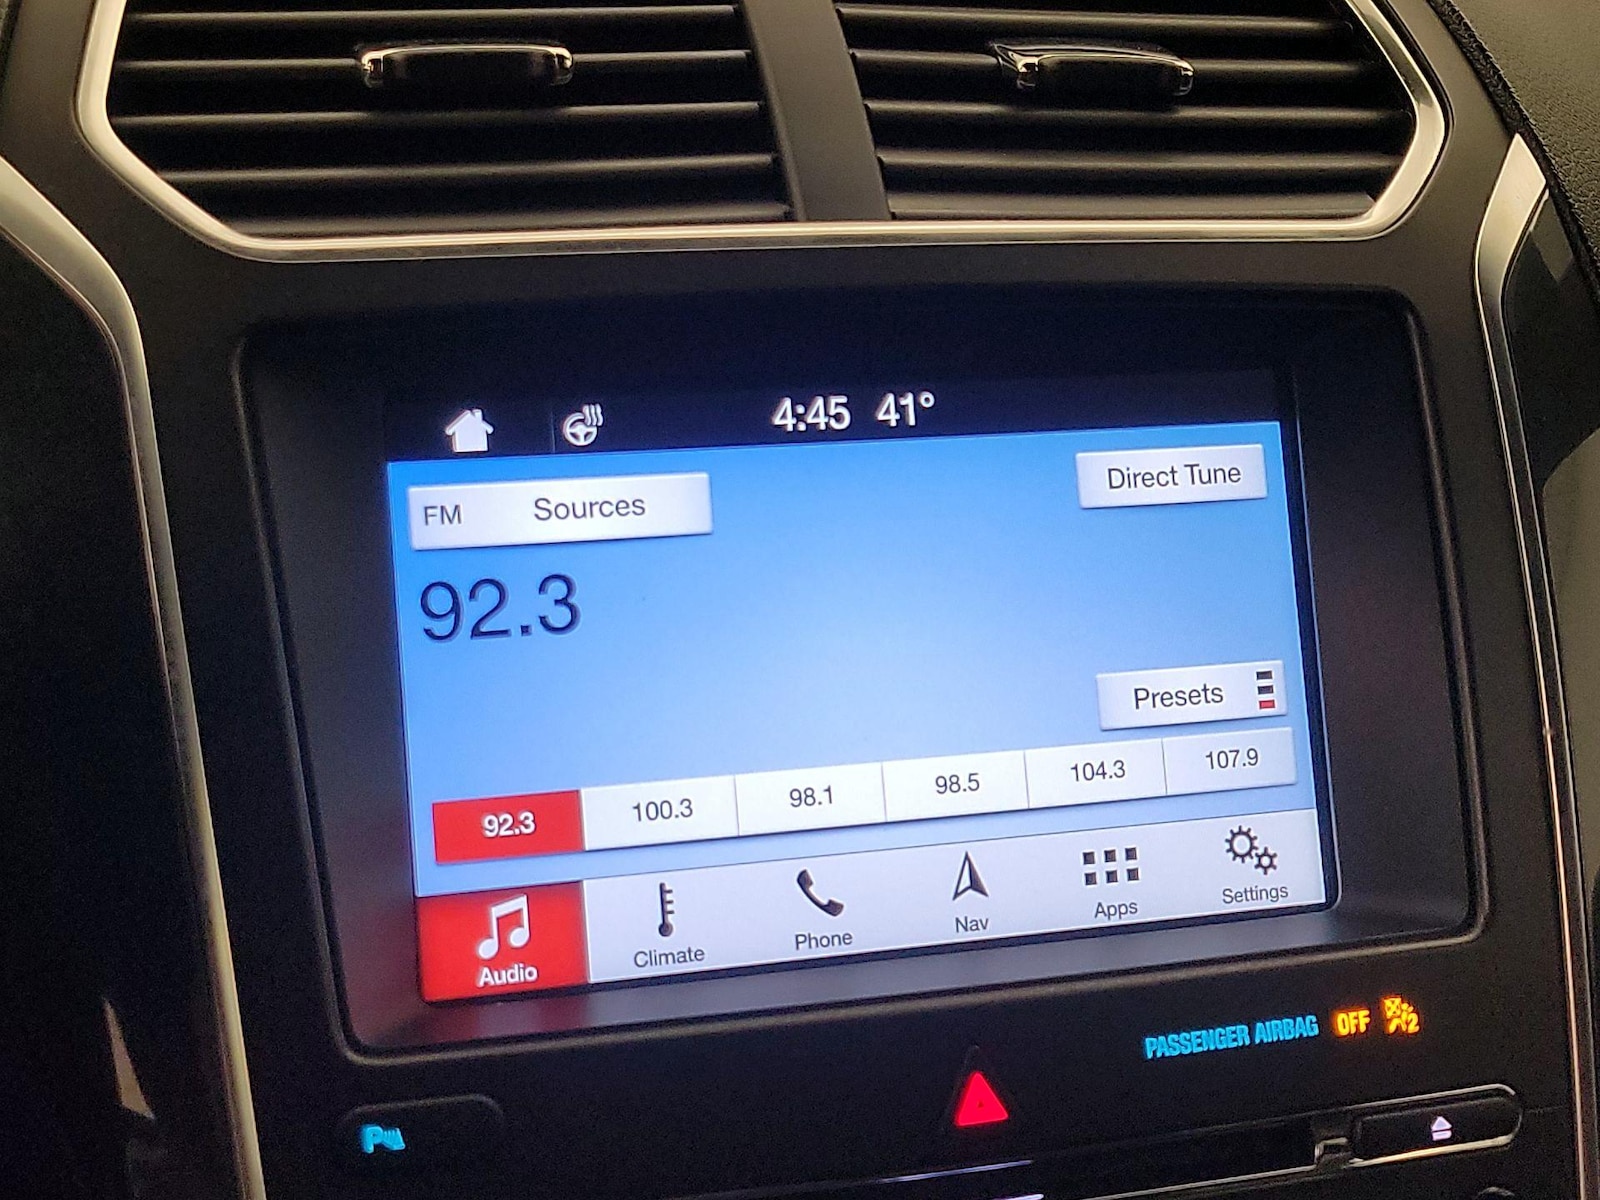 4:45 41°
FM Sources
Direct Tune
92.3
Presets
92.3 100.3 98.1 98.5 104.3 107.9
Audio Climate Phone Nav Apps Settings
PASSENGER AIRBAG OFF 2
P